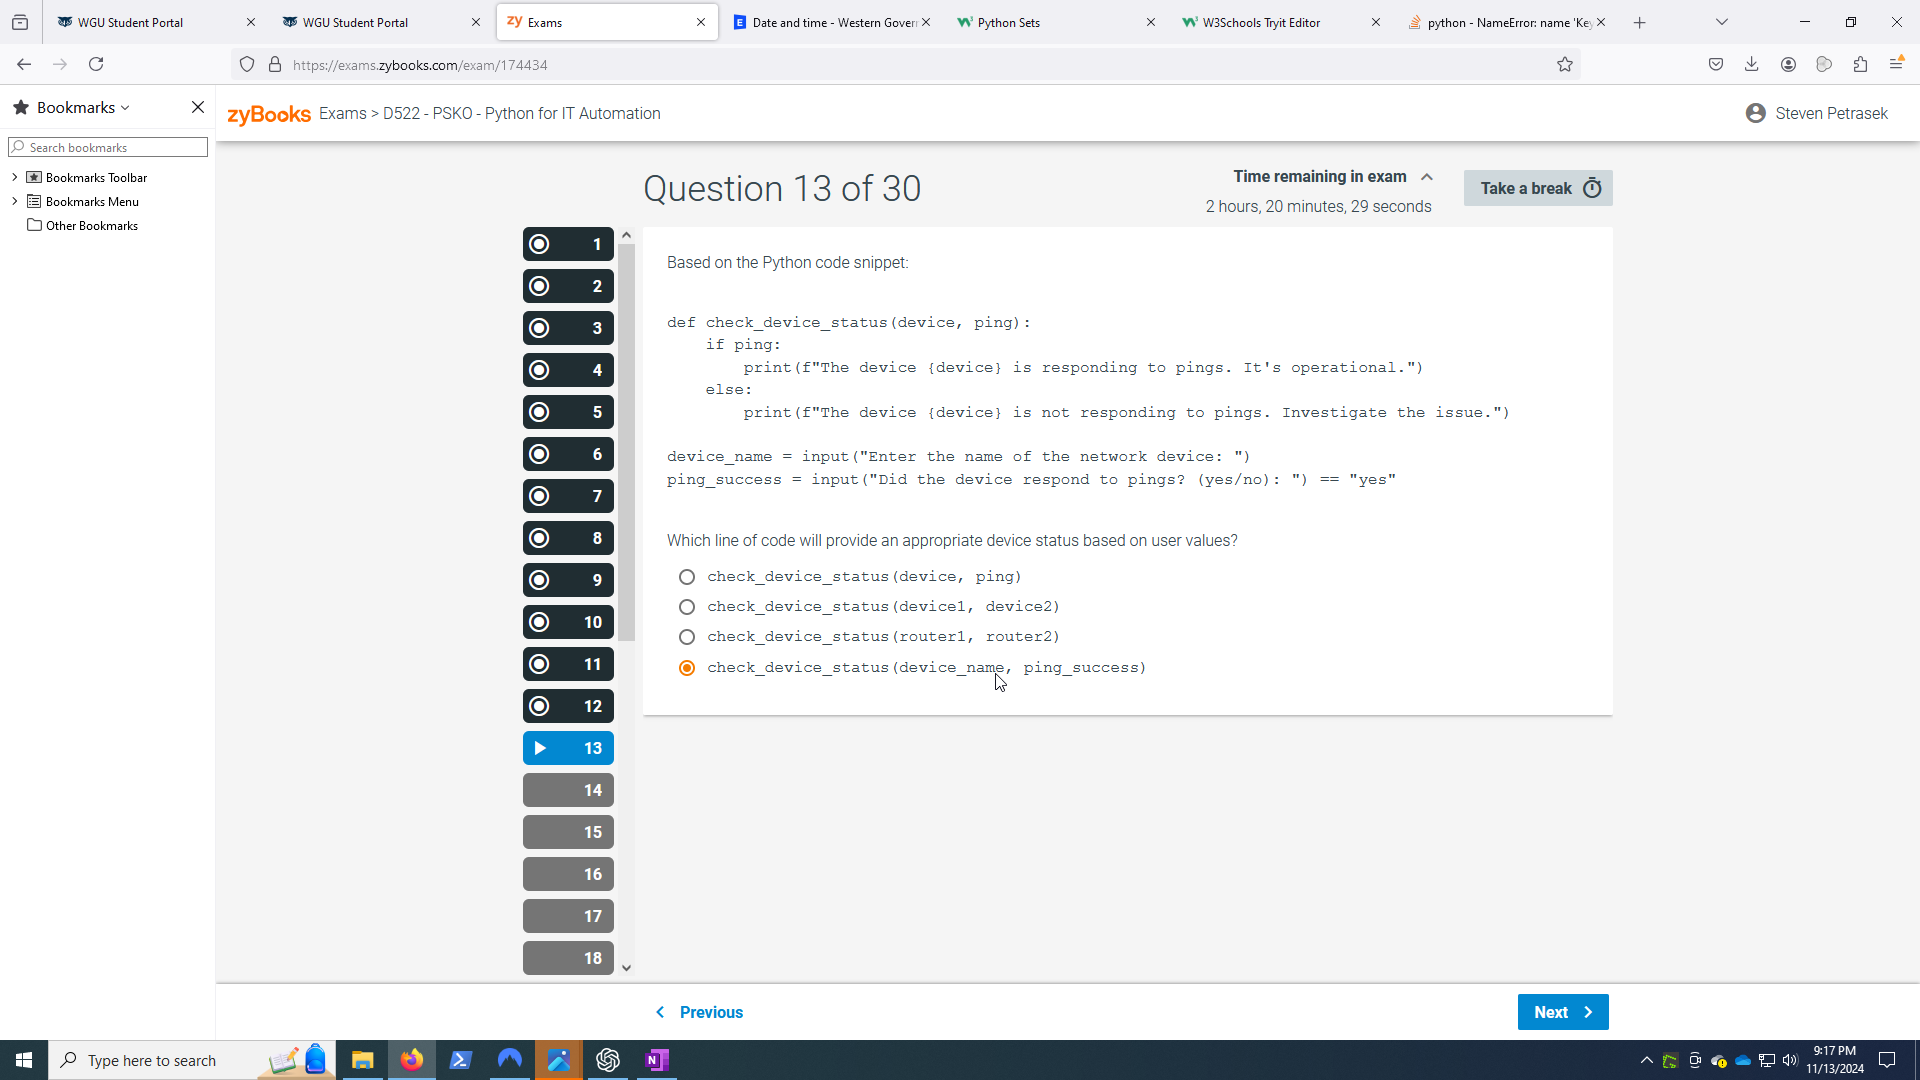 WGU Student Portal
WGU Student Portal
zy Exams
Date and time - Western Govern
Python Sets
W3Schools Tryit Editor
python - NameError: name 'Key
https://exams.zybooks.com/exam/174434
Bookmarks
Search bookmarks
Bookmarks Toolbar
Bookmarks Menu
Other Bookmarks
zyBooks Exams > D522 - PSKO - Python for IT Automation
Steven Petrasek
Question 13 of 30
Time remaining in exam
2 hours, 20 minutes, 29 seconds
Take a break
1
2
3
4
5
6
7
8
9
10
11
12
13
14
15
16
17
18
Based on the Python code snippet:
def check_device_status(device, ping):
    if ping:
        print(f"The device {device} is responding to pings. It's operational.")
    else:
        print(f"The device {device} is not responding to pings. Investigate the issue.")
device_name = input("Enter the name of the network device: ")
ping_success = input("Did the device respond to pings? (yes/no): ") == "yes"
Which line of code will provide an appropriate device status based on user values?
check_device_status(device, ping)
check_device_status(device1, device2)
check_device_status(router1, router2)
check_device_status(device_name, ping_success)
Previous
Next
Type here to search
9:17 PM
11/13/2024